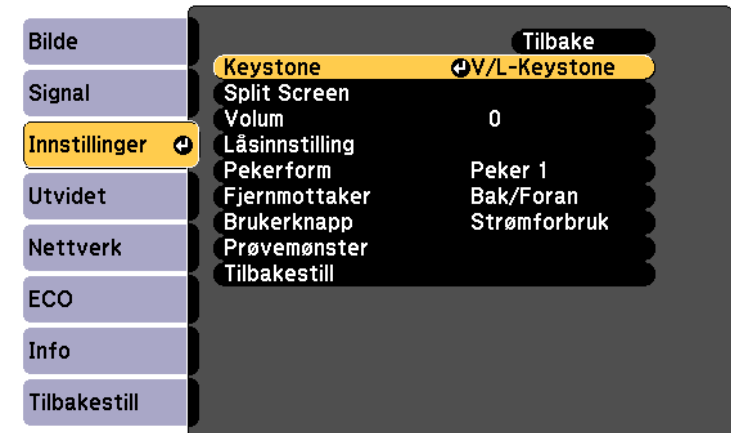 Bilde
Signal
Innstillinger
Utvidet
Nettverk
ECO
Info
Tilbakestill
Tilbake
Keystone V/L-Keystone
Split Screen
Volum 0
Låsinnstilling
Pekerform Peker 1
Fjernmottaker Bak/Foran
Brukerknapp Strømforbruk
Prøvemønster
Tilbakestill